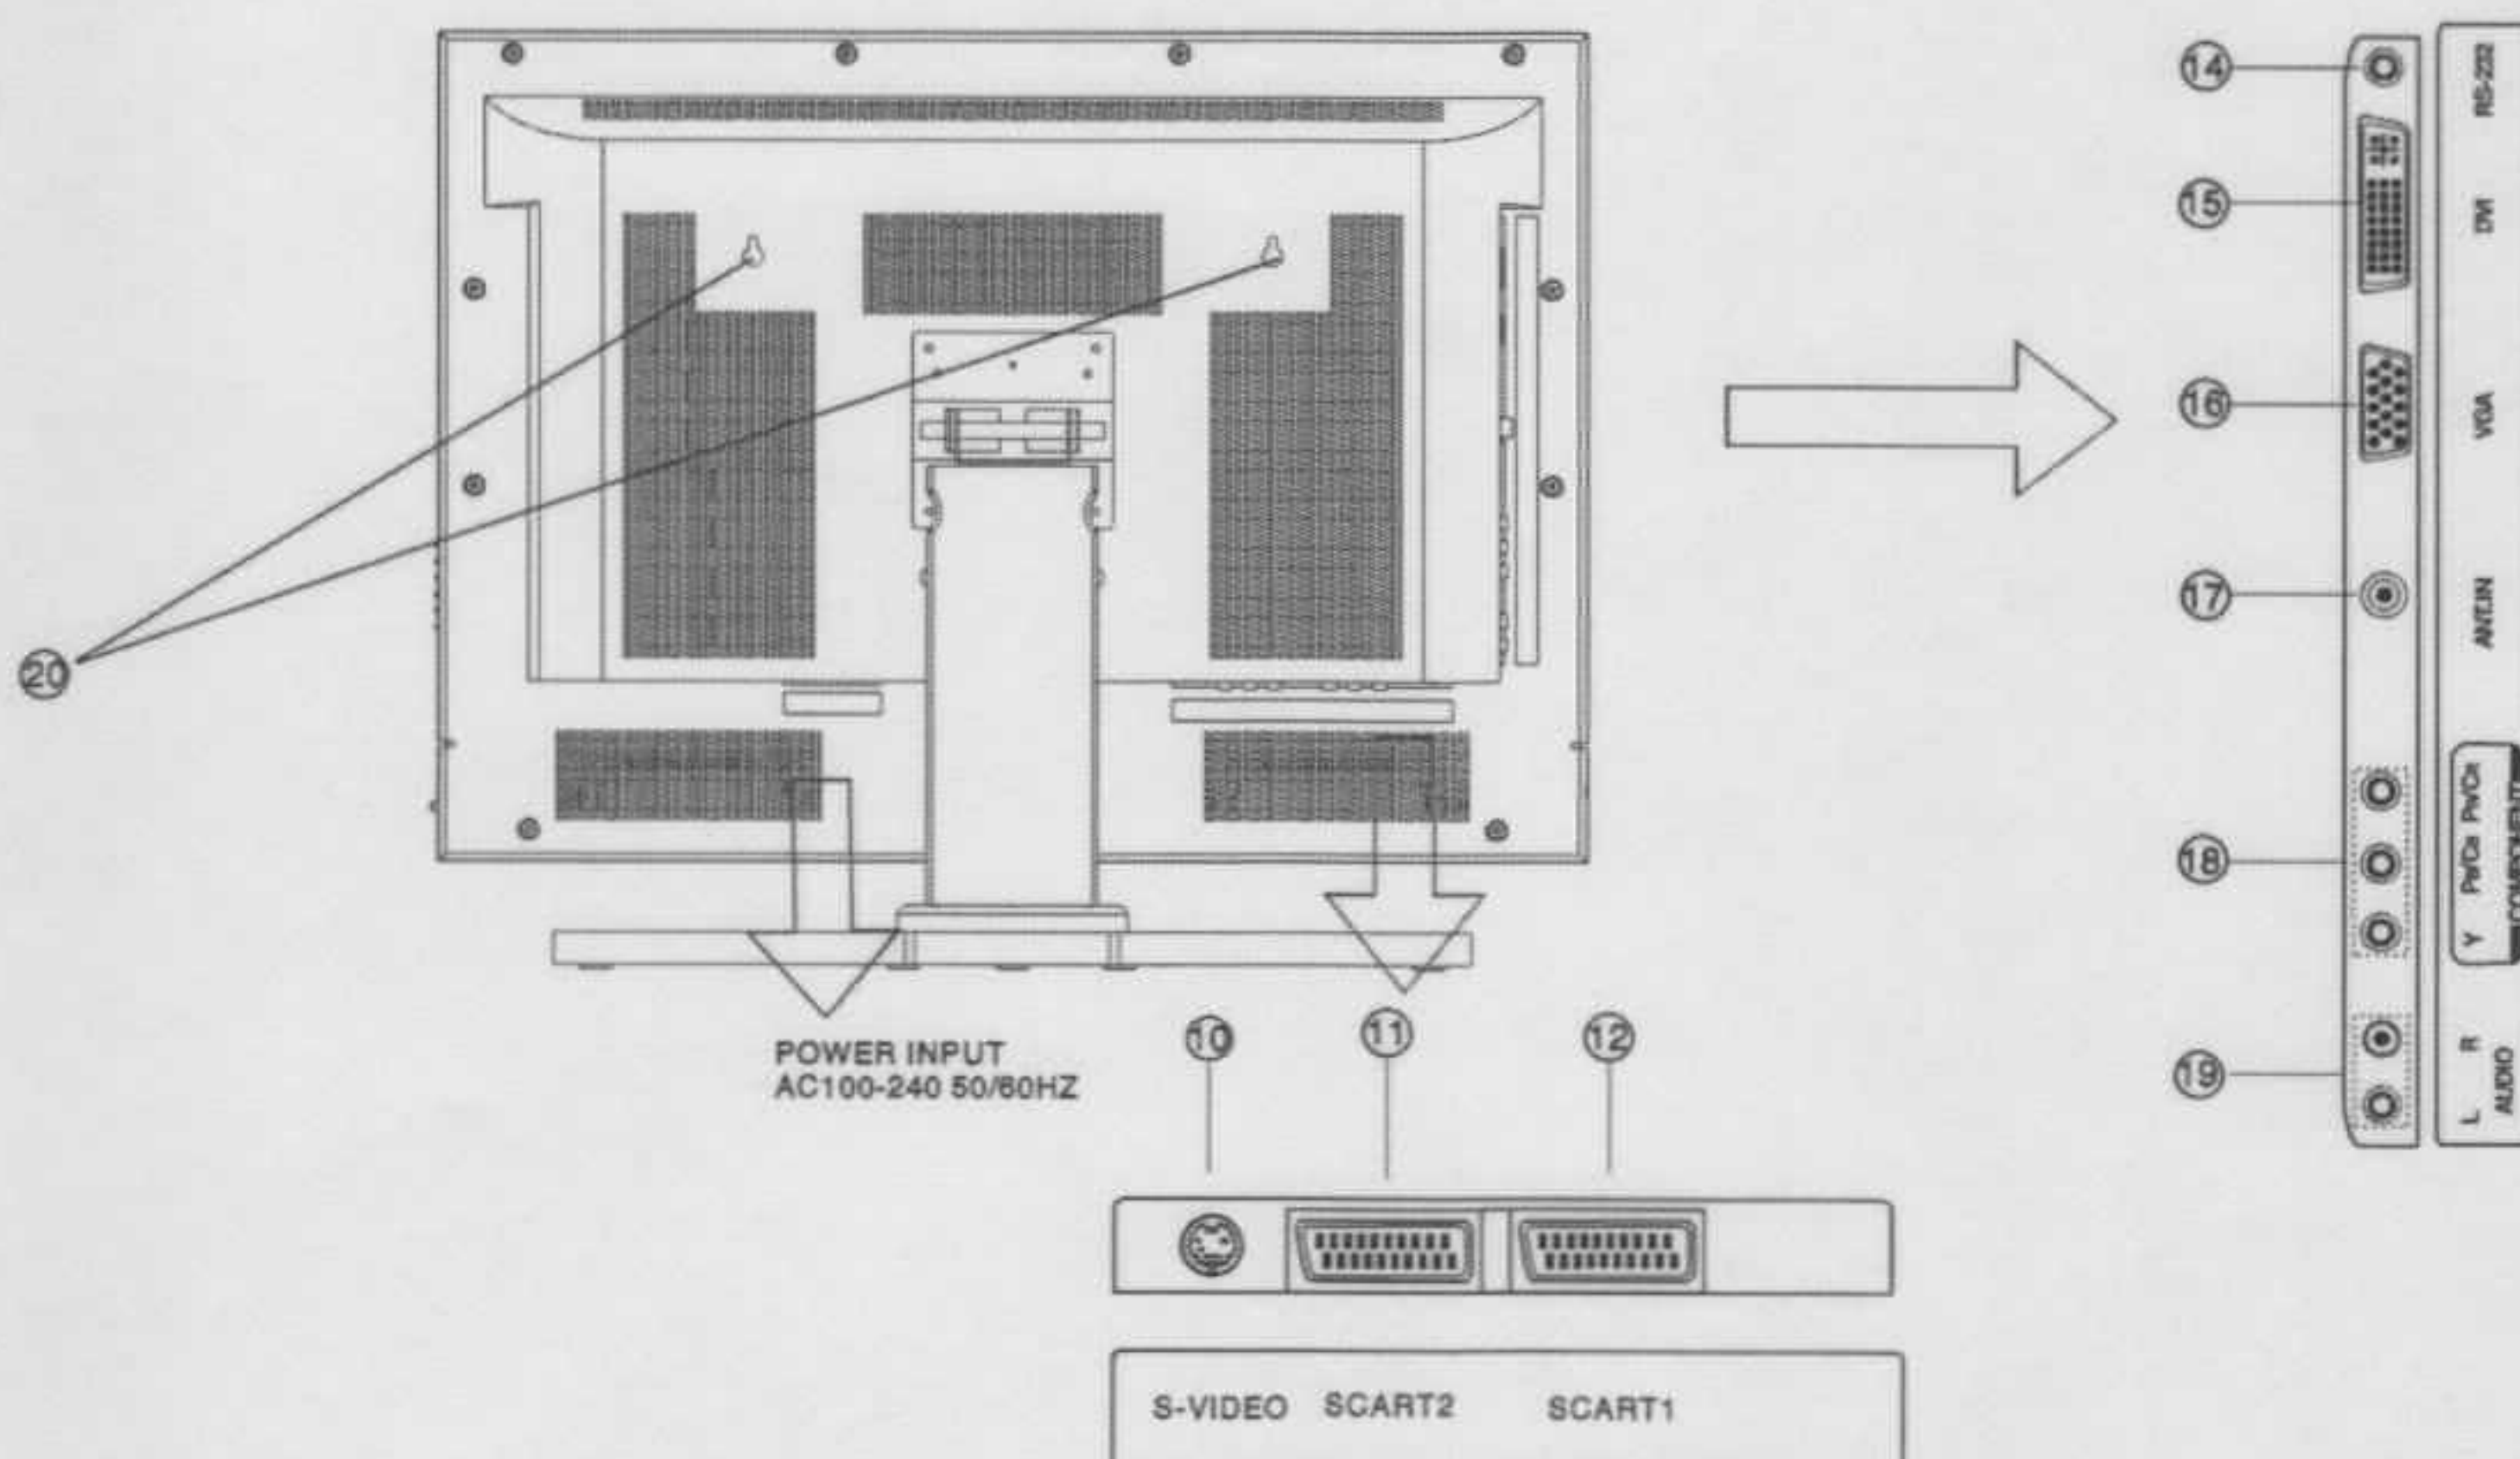 14
RS-232
15
DVI
16
VGA
17
ANT.IN
20
18
Y PB/CB PR/CR
COMPONENT
19
L R
AUDIO
POWER INPUT
AC100-240 50/60HZ
10 11 12
S-VIDEO SCART2 SCART1